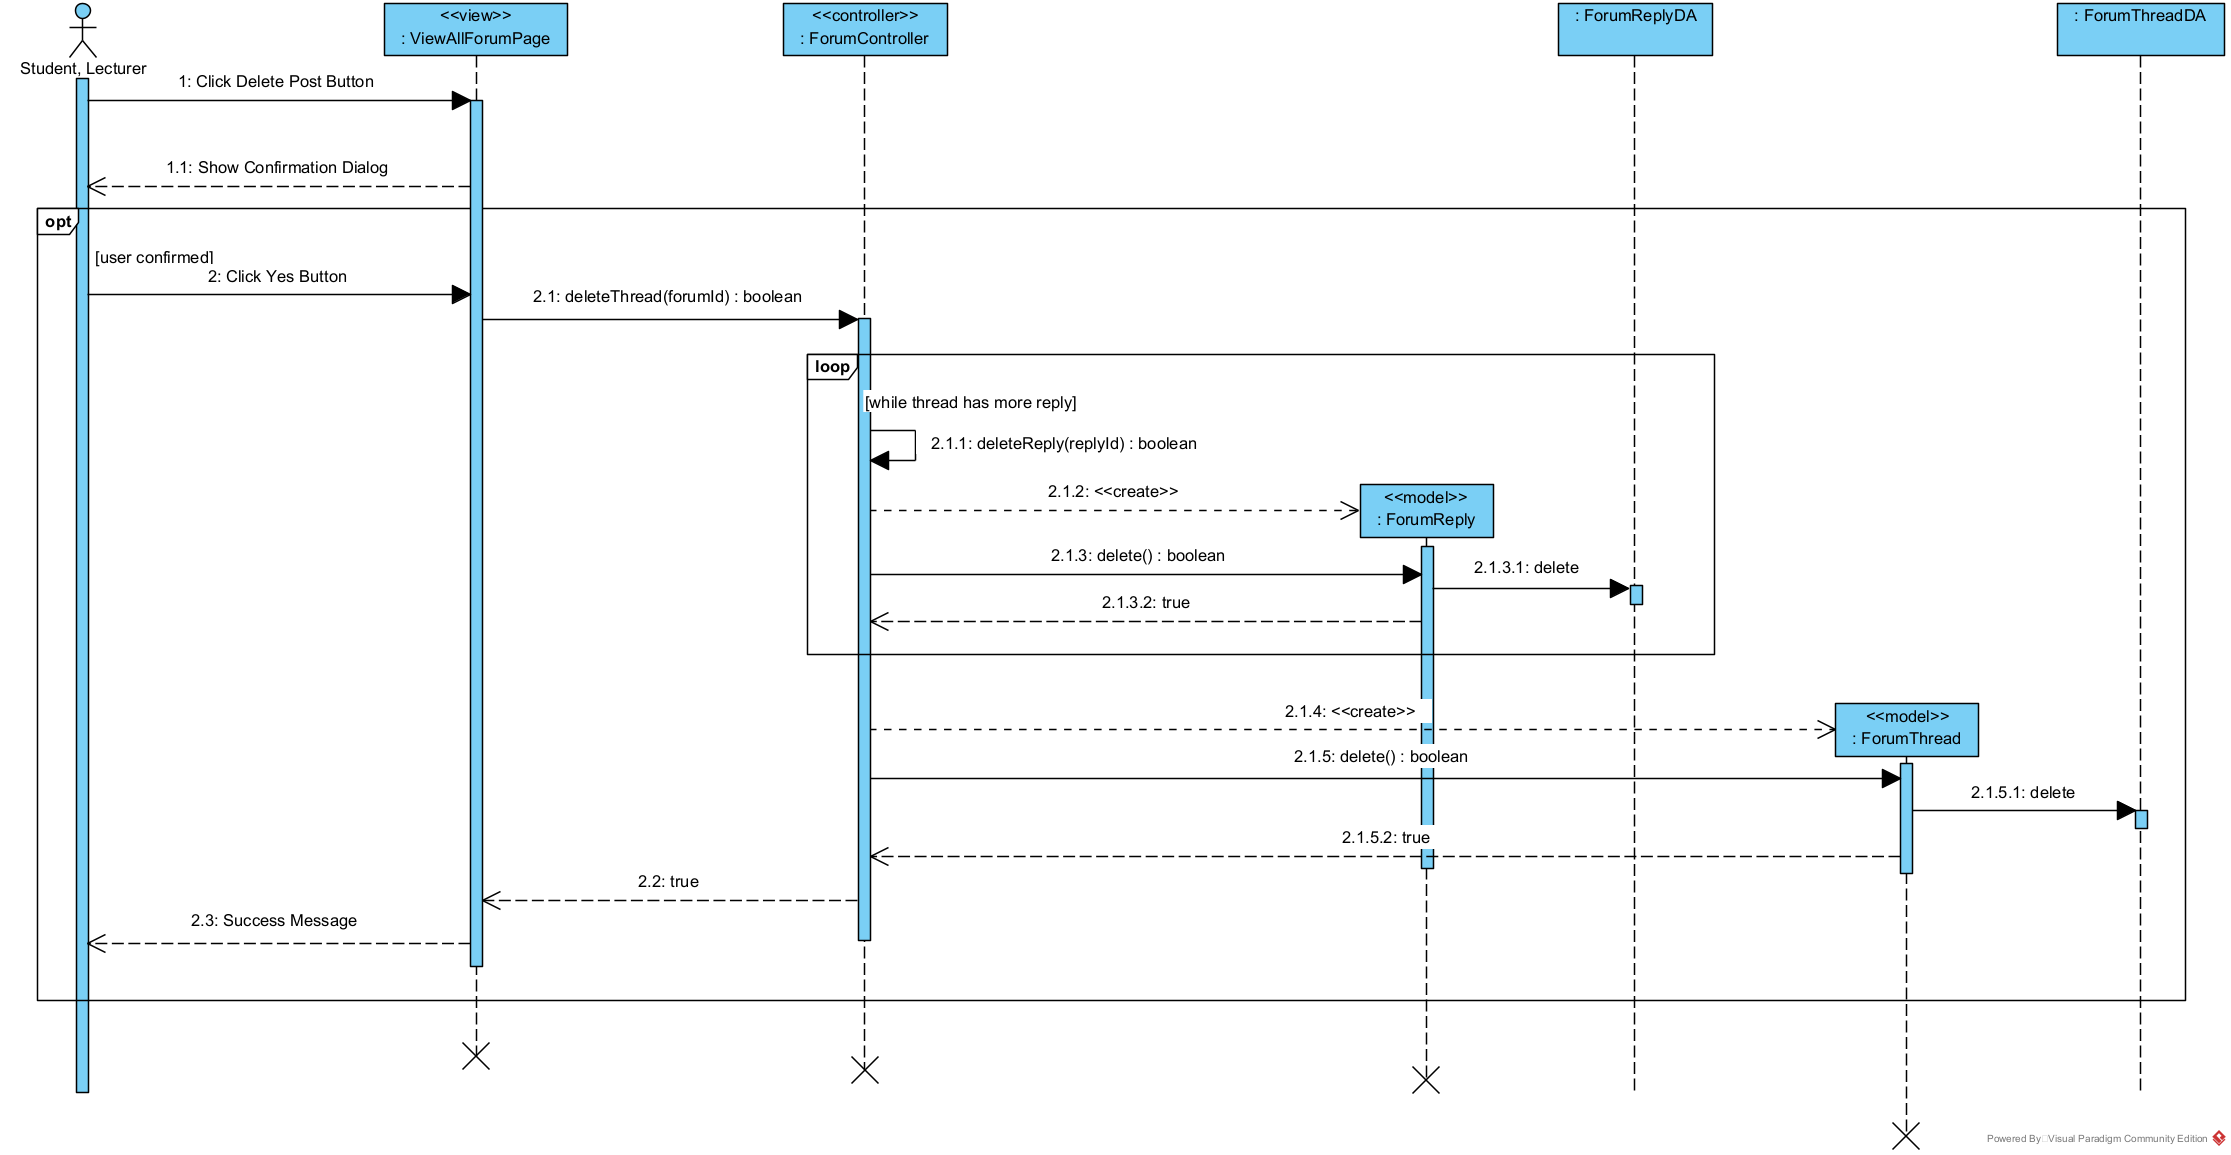 <<view>>
: ViewAllForumPage
<<controller>>
: ForumController
: ForumReplyDA
: ForumThreadDA
Student, Lecturer
1: Click Delete Post Button
1.1: Show Confirmation Dialog
opt
[user confirmed]
2: Click Yes Button
2.1: deleteThread(forumId) : boolean
loop
[while thread has more reply]
2.1.1: deleteReply(replyId) : boolean
2.1.2: <<create>>
<<model>>
: ForumReply
2.1.3: delete() : boolean
2.1.3.1: delete
2.1.3.2: true
2.1.4: <<create>>
<<model>>
: ForumThread
2.1.5: delete() : boolean
2.1.5.1: delete
2.1.5.2: true
2.2: true
2.3: Success Message
Powered By Visual Paradigm Community Edition